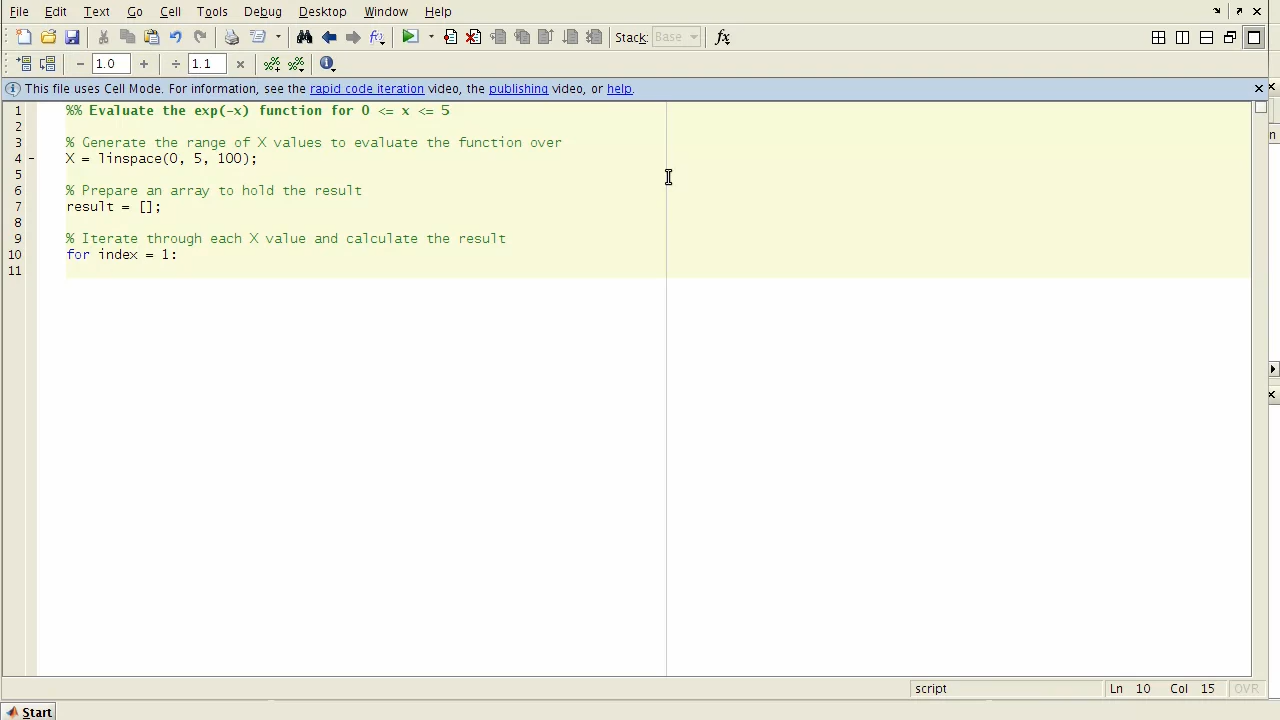 File Edit Text Go Cell Tools Debug Desktop Window Help
Stack: Base fx
− 1.0 + ÷ 1.1 ×
This file uses Cell Mode. For information, see the rapid code iteration video, the publishing video, or help.
1 %% Evaluate the exp(-x) function for 0 <= x <= 5
2
3 % Generate the range of X values to evaluate the function over
4 - X = linspace(0, 5, 100);
5
6 % Prepare an array to hold the result
7 result = [];
8
9 % Iterate through each X value and calculate the result
10 for index = 1:
11
script Ln 10 Col 15 OVR
Start